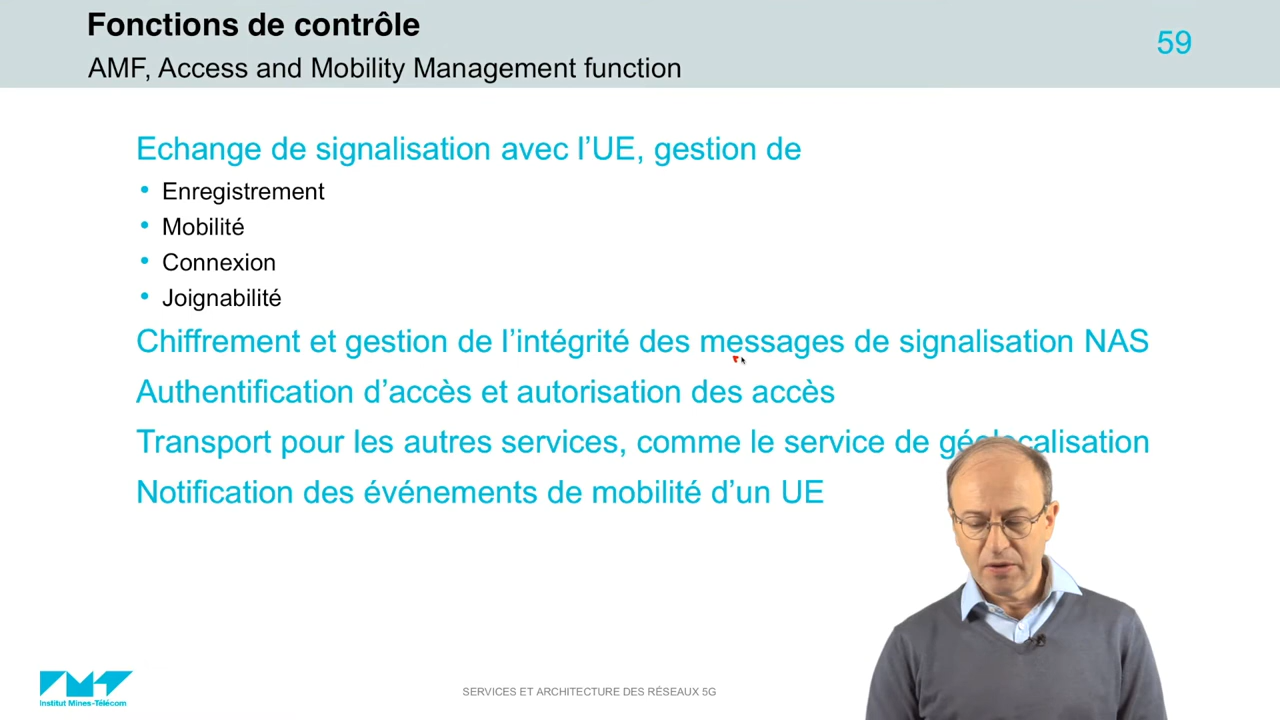 Fonctions de contrôle
59
AMF, Access and Mobility Management function
Echange de signalisation avec l’UE, gestion de
• Enregistrement
• Mobilité
• Connexion
• Joignabilité
Chiffrement et gestion de l’intégrité des messages de signalisation NAS
Authentification d’accès et autorisation des accès
Transport pour les autres services, comme le service de géolocalisation
Notification des événements de mobilité d’un UE
IMT
Institut Mines-Télécom
SERVICES ET ARCHITECTURE DES RÉSEAUX 5G